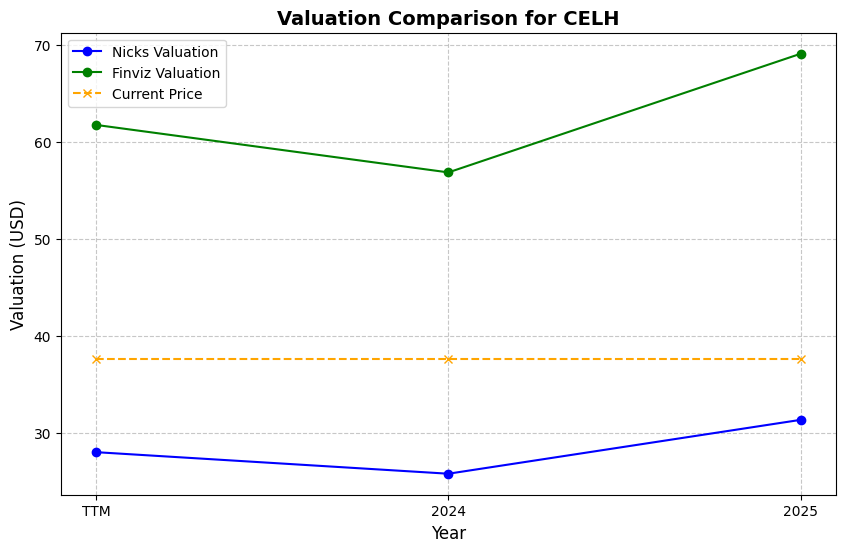 Valuation Comparison for CELH
Nicks Valuation
Finviz Valuation
Current Price
Valuation (USD)
70
60
50
40
30
TTM
2024
2025
Year